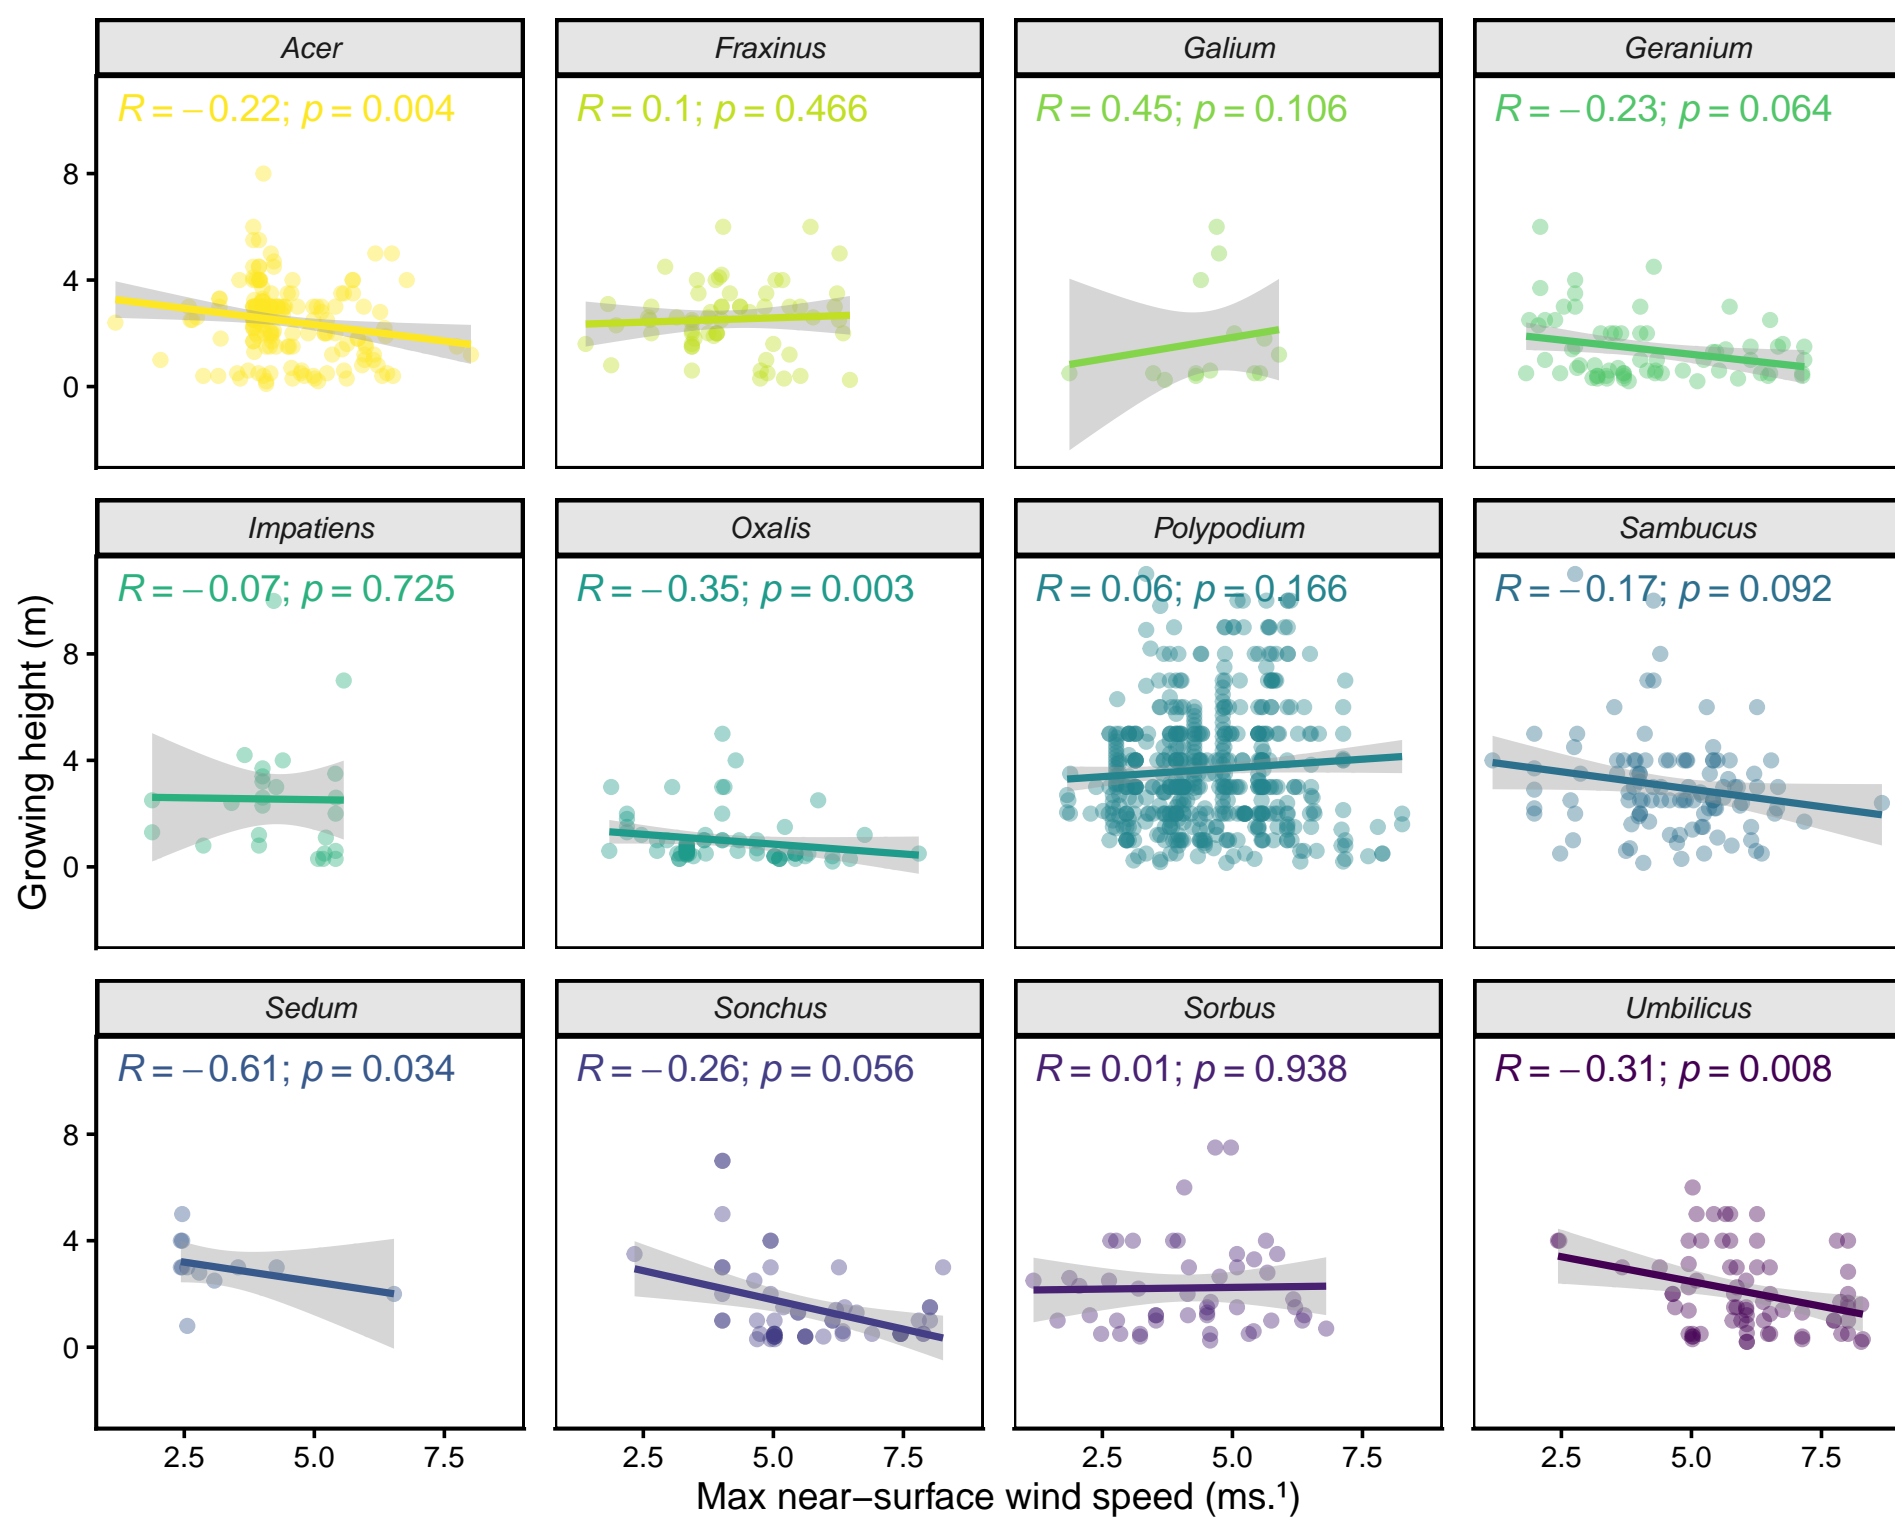 Acer Fraxinus Galium Geranium
R = −0.22; p = 0.004 R = 0.1; p = 0.466 R = 0.45; p = 0.106 R = −0.23; p = 0.064
8
4
0
Impatiens Oxalis Polypodium Sambucus
R = −0.07; p = 0.725 R = −0.35; p = 0.003 R = 0.06; p = 0.166 R = −0.17; p = 0.092
8
4
0
Growing height (m)
Sedum Sonchus Sorbus Umbilicus
R = −0.61; p = 0.034 R = −0.26; p = 0.056 R = 0.01; p = 0.938 R = −0.31; p = 0.008
8
4
0
2.5 5.0 7.5 2.5 5.0 7.5 2.5 5.0 7.5 2.5 5.0 7.5
Max near−surface wind speed (ms.¹)